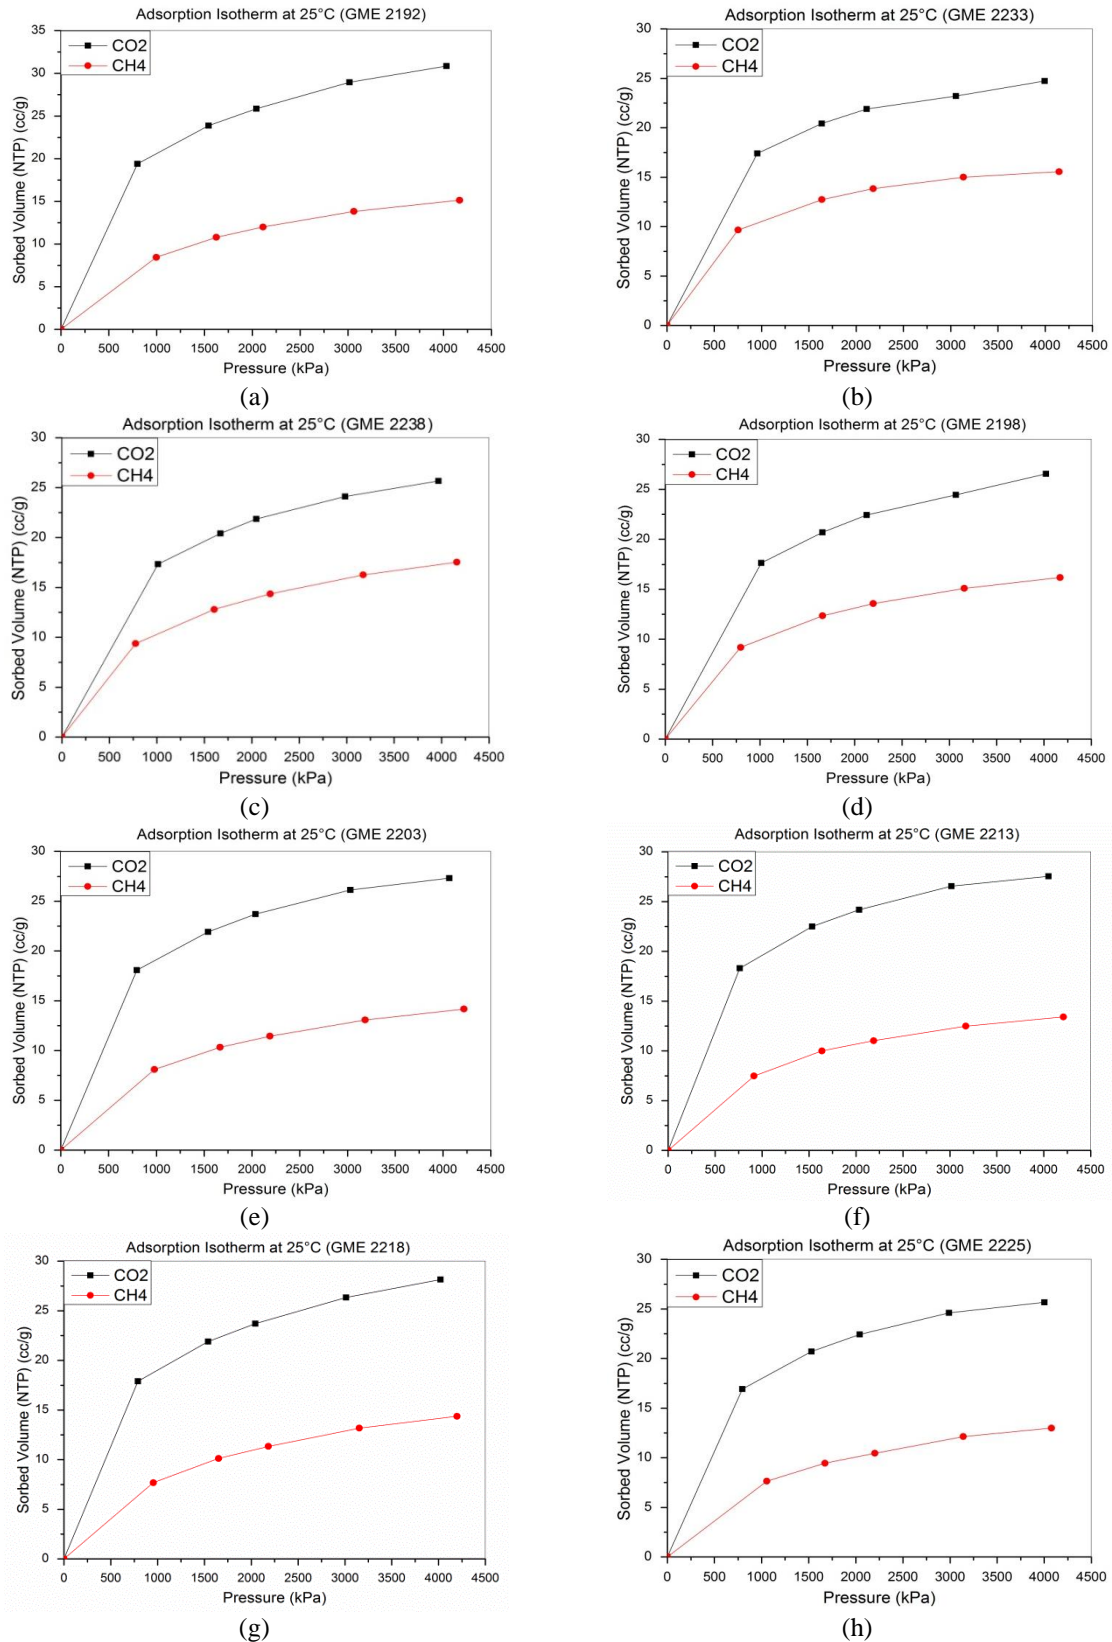 Adsorption Isotherm at 25°C (GME 2192)
35
30
25
20
15
10
5
0
CO2
CH4
Sorbed Volume (NTP) (cc/g)
0 500 1000 1500 2000 2500 3000 3500 4000 4500
Pressure (kPa)
(a)
Adsorption Isotherm at 25°C (GME 2233)
30
25
20
15
10
5
0
CO2
CH4
Sorbed Volume (NTP) (cc/g)
0 500 1000 1500 2000 2500 3000 3500 4000 4500
Pressure (kPa)
(b)
Adsorption Isotherm at 25°C (GME 2238)
30
25
20
15
10
5
0
CO2
CH4
Sorbed Volume (NTP) (cc/g)
0 500 1000 1500 2000 2500 3000 3500 4000 4500
Pressure (kPa)
(c)
Adsorption Isotherm at 25°C (GME 2198)
30
25
20
15
10
5
0
CO2
CH4
Sorbed Volume (NTP) (cc/g)
0 500 1000 1500 2000 2500 3000 3500 4000 4500
Pressure (kPa)
(d)
Adsorption Isotherm at 25°C (GME 2203)
30
25
20
15
10
5
0
CO2
CH4
Sorbed Volume (NTP) (cc/g)
0 500 1000 1500 2000 2500 3000 3500 4000 4500
Pressure (kPa)
(e)
Adsorption Isotherm at 25°C (GME 2213)
30
25
20
15
10
5
0
CO2
CH4
Sorbed Volume (NTP) (cc/g)
0 500 1000 1500 2000 2500 3000 3500 4000 4500
Pressure (kPa)
(f)
Adsorption Isotherm at 25°C (GME 2218)
30
25
20
15
10
5
0
CO2
CH4
Sorbed Volume (NTP) (cc/g)
0 500 1000 1500 2000 2500 3000 3500 4000 4500
Pressure (kPa)
(g)
Adsorption Isotherm at 25°C (GME 2225)
30
25
20
15
10
5
0
CO2
CH4
Sorbed Volume (NTP) (cc/g)
0 500 1000 1500 2000 2500 3000 3500 4000 4500
Pressure (kPa)
(h)